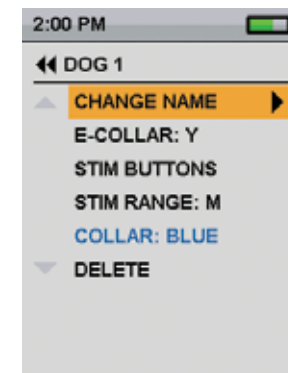 2:00 PM
DOG 1
CHANGE NAME
E-COLLAR: Y
STIM BUTTONS
STIM RANGE: M
COLLAR: BLUE
DELETE